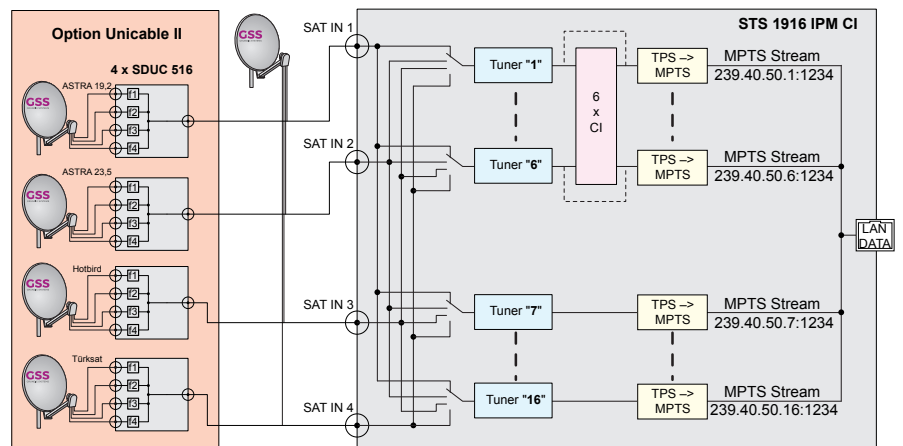 Option Unicable II
4 x SDUC 516
ASTRA 19,2
GSS
f1
f2
f3
f4
ASTRA 23,5
GSS
f1
f2
f3
f4
Hotbird
GSS
f1
f2
f3
f4
Türksat
GSS
f1
f2
f3
f4
GSS
SAT IN 1
SAT IN 2
SAT IN 3
SAT IN 4
STS 1916 IPM CI
Tuner "1"
6
x
CI
TPS –>
MPTS
MPTS Stream
239.40.50.1:1234
Tuner "6"
TPS –>
MPTS
MPTS Stream
239.40.50.6:1234
LAN
DATA
Tuner "7"
TPS –>
MPTS
MPTS Stream
239.40.50.7:1234
Tuner "16"
TPS –>
MPTS
MPTS Stream
239.40.50.16:1234